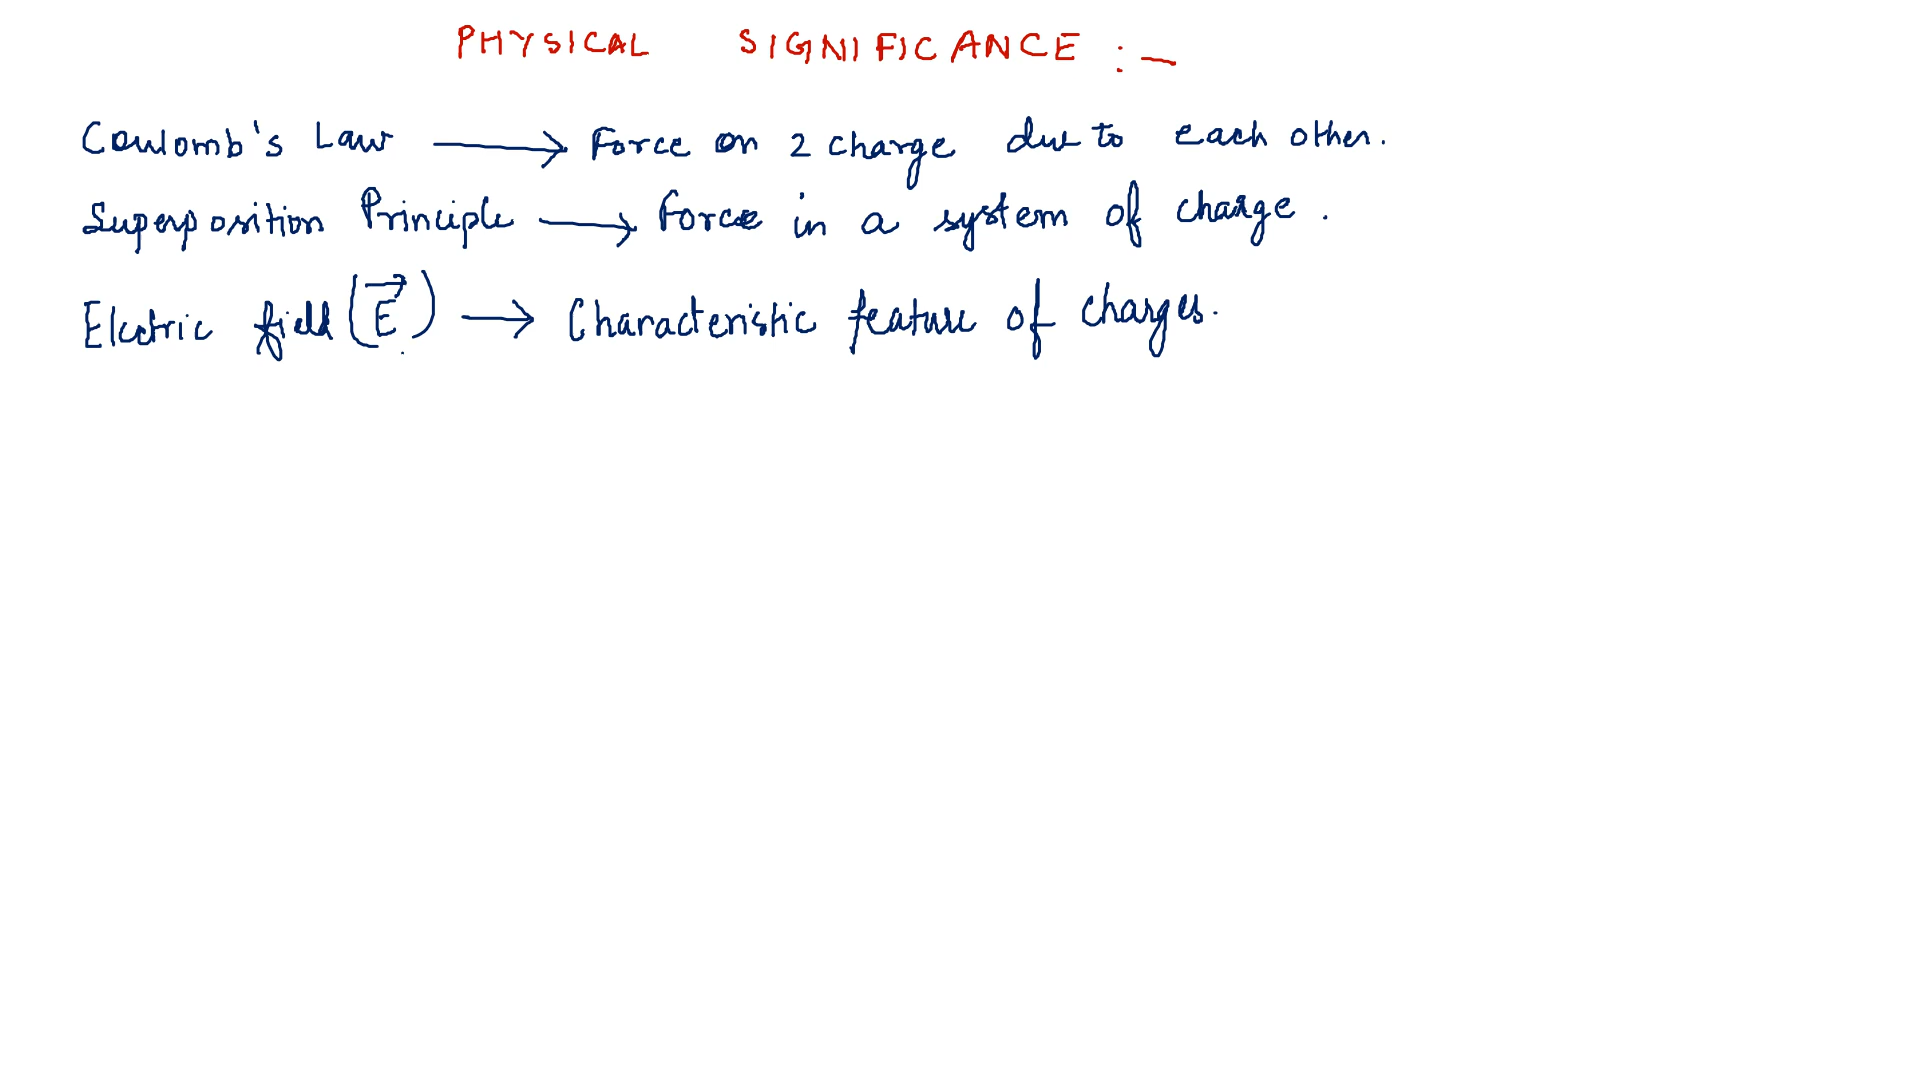 PHYSICAL SIGNIFICANCE :-
Coulomb's Law ⟶ Force on 2 charge due to each other.
Superposition Principle ⟶ Force in a system of charge .
Electric field (E⃗) ⟶ Characteristic feature of charges.